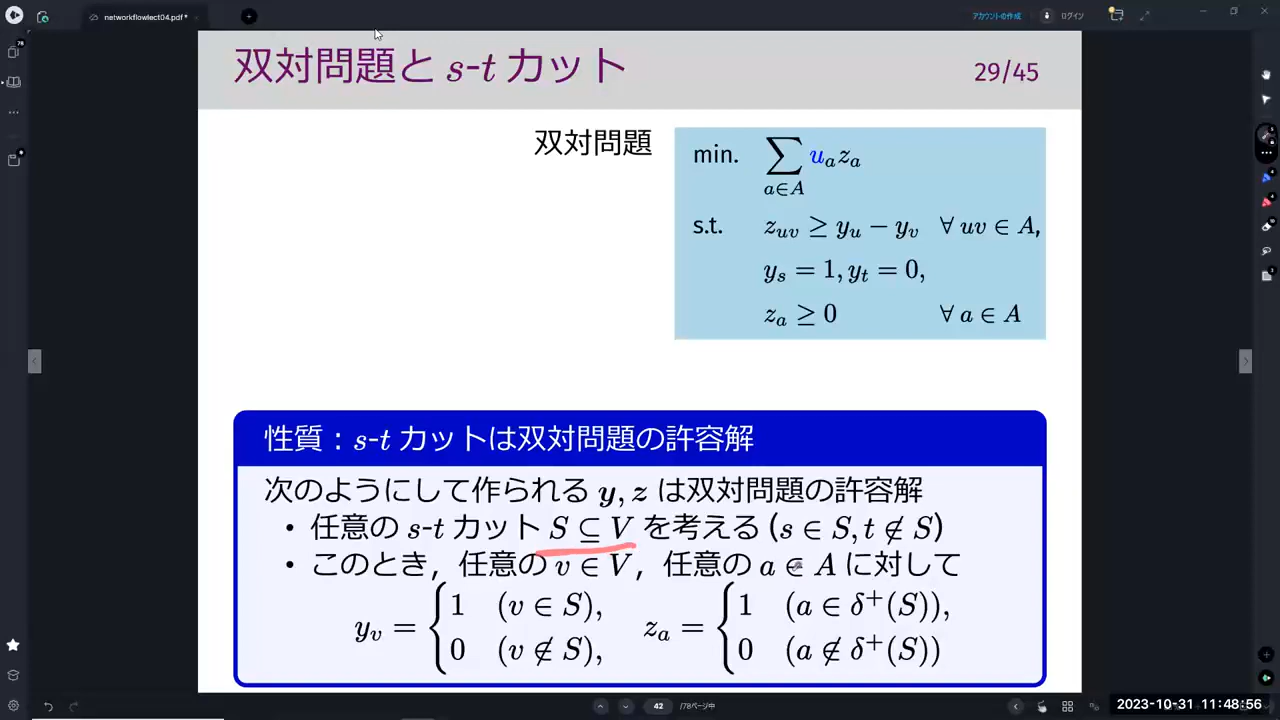 networkflowlect04.pdf *
アカウントの作成
ログイン
双対問題と s-t カット
29/45
双対問題
min. ∑_{a∈A} u_a z_a
s.t. z_{uv} ≥ y_u − y_v ∀ uv ∈ A,
y_s = 1, y_t = 0,
z_a ≥ 0 ∀ a ∈ A
性質：s-t カットは双対問題の許容解
次のようにして作られる y, z は双対問題の許容解
• 任意の s-t カット S ⊆ V を考える (s ∈ S, t ∉ S)
• このとき，任意の v ∈ V，任意の a ∈ A に対して
y_v = { 1 (v ∈ S), 0 (v ∉ S), z_a = { 1 (a ∈ δ⁺(S)), 0 (a ∉ δ⁺(S))
42
/78ページ中
2023-10-31 11:48:56